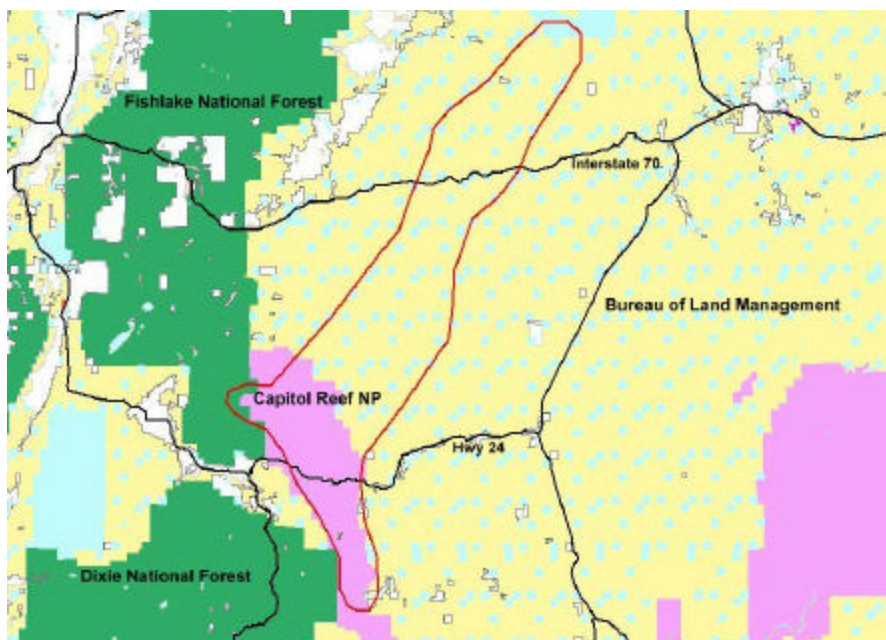 Fishlake National Forest
Interstate 70
Bureau of Land Management
Capitol Reef NP
Hwy 24
Dixie National Forest